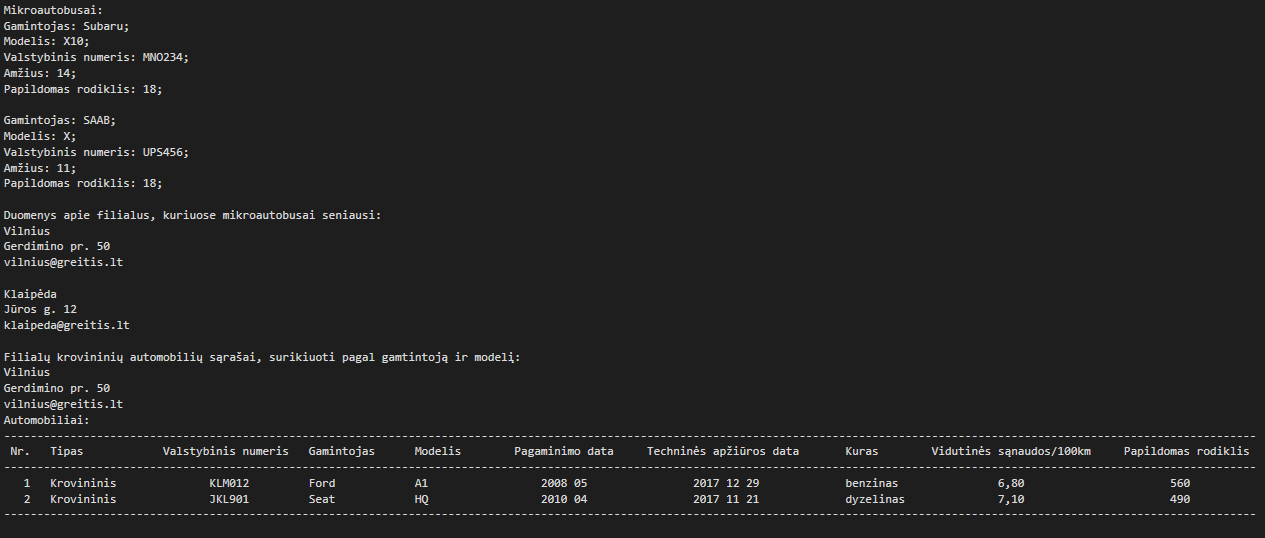 Mikroautobusai:
Gamintojas: Subaru;
Modelis: X10;
Valstybinis numeris: MNO234;
Amžius: 14;
Papildomas rodiklis: 18;
Gamintojas: SAAB;
Modelis: X;
Valstybinis numeris: UPS456;
Amžius: 11;
Papildomas rodiklis: 18;
Duomenys apie filialus, kuriuose mikroautobusai seniausi:
Vilnius
Gerdimino pr. 50
vilnius@greitis.lt
Klaipėda
Jūros g. 12
klaipeda@greitis.lt
Filialų krovininių automobilių sąrašai, surikiuoti pagal gamtintoją ir modelį:
Vilnius
Gerdimino pr. 50
vilnius@greitis.lt
Automobiliai:
Nr. Tipas Valstybinis numeris Gamintojas Modelis Pagaminimo data Techninės apžiūros data Kuras Vidutinės sąnaudos/100km Papildomas rodiklis
1 Krovininis KLM012 Ford A1 2008 05 2017 12 29 benzinas 6,80 560
2 Krovininis JKL901 Seat HQ 2010 04 2017 11 21 dyzelinas 7,10 490